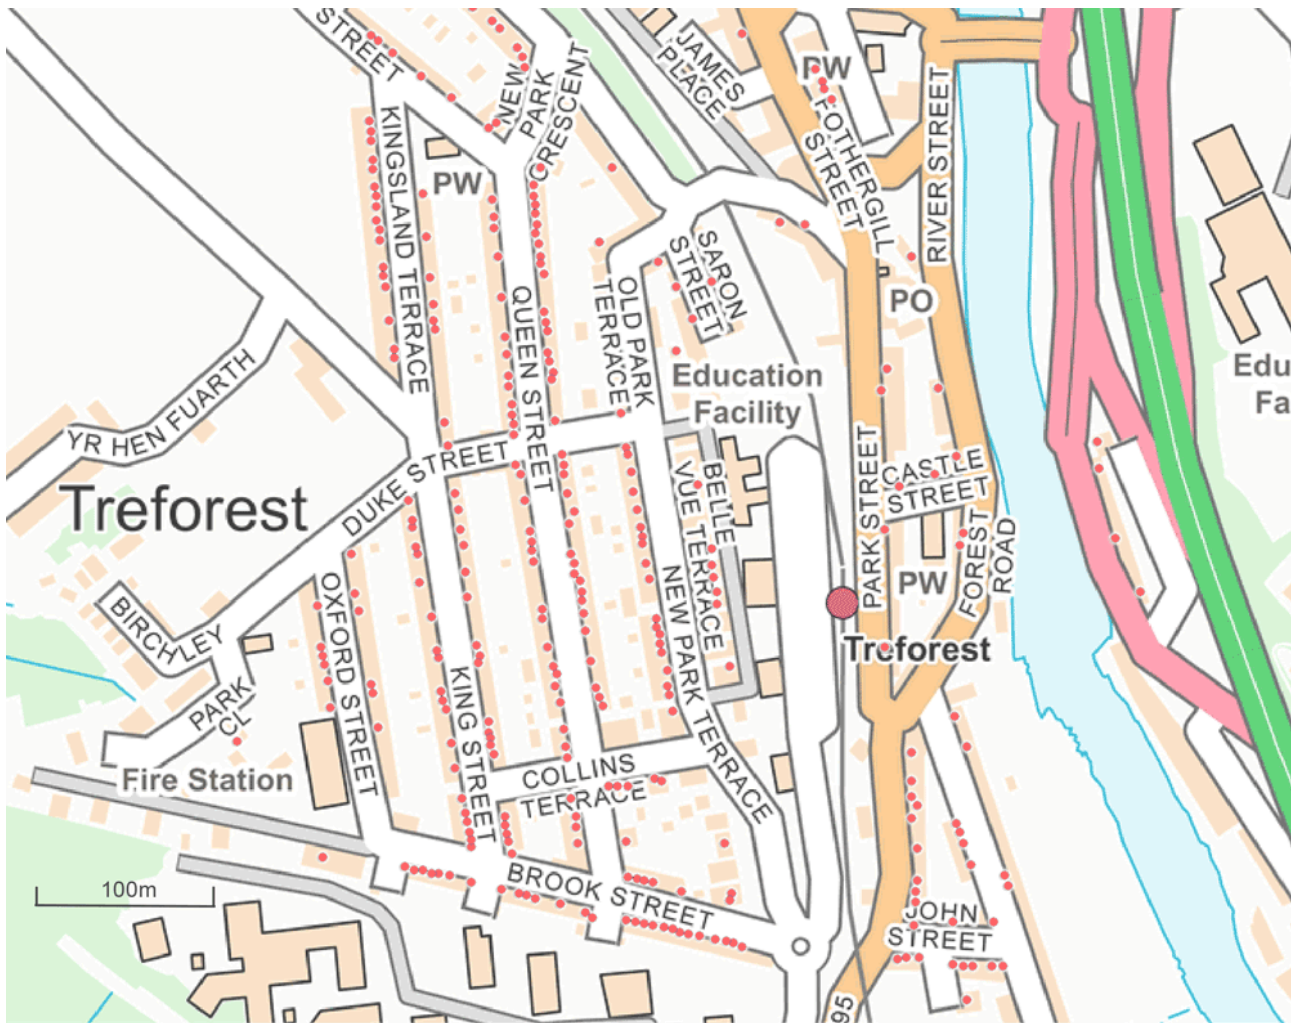 STREET
NEW
PARK
CRESCENT
JAMES
PLACE
PW
FOTHERGILL
STREET
RIVER STREET
KINGSLAND TERRACE
PW
SARON
STREET
OLD PARK
TERRACE
QUEEN STREET
PO
Education
Facility
Edu
Fa
YR HEN FUARTH
DUKE STREET
Treforest
BELLE
VUE TERRACE
PARK STREET
CASTLE
STREET
FOREST
ROAD
PW
BIRCHLEY
OXFORD STREET
NEW PARK TERRACE
Treforest
PARK
CL
KING STREET
Fire Station
COLLINS
TERRACE
100m
BROOK STREET
JOHN
STREET
95